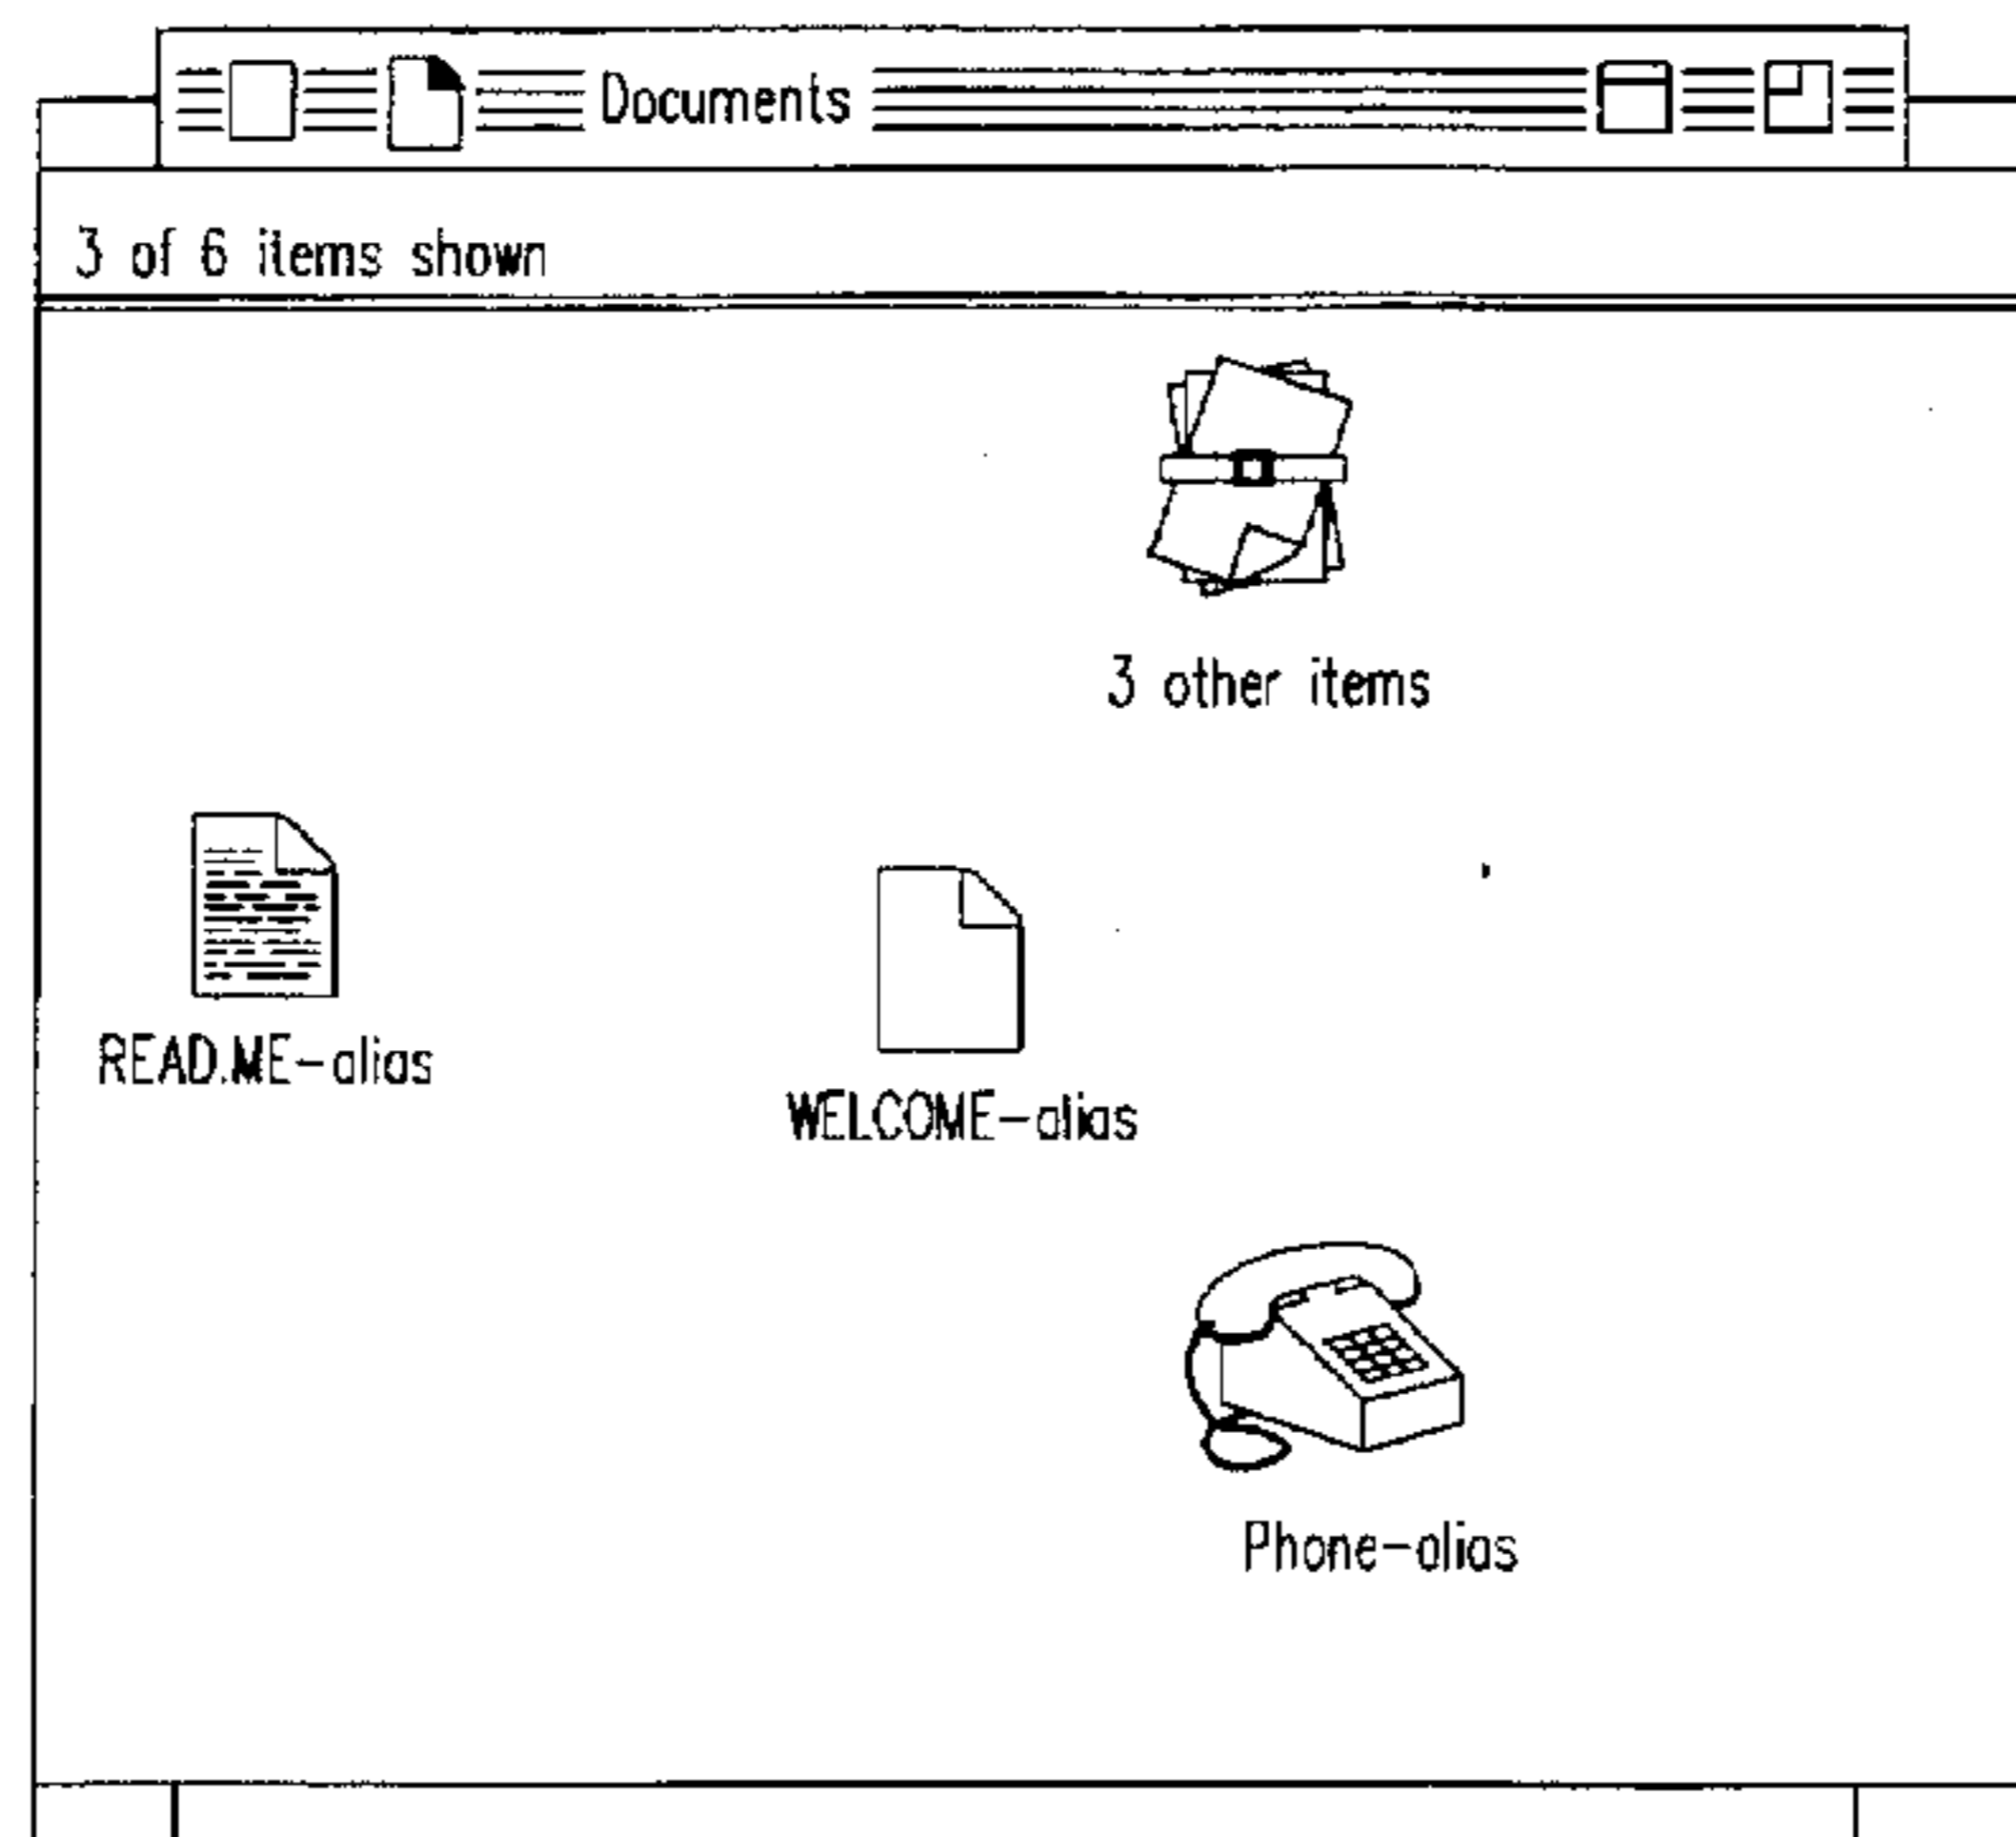 Documents
3 of 6 items shown
3 other items
READ.ME-alias
WELCOME-alias
Phone-alias